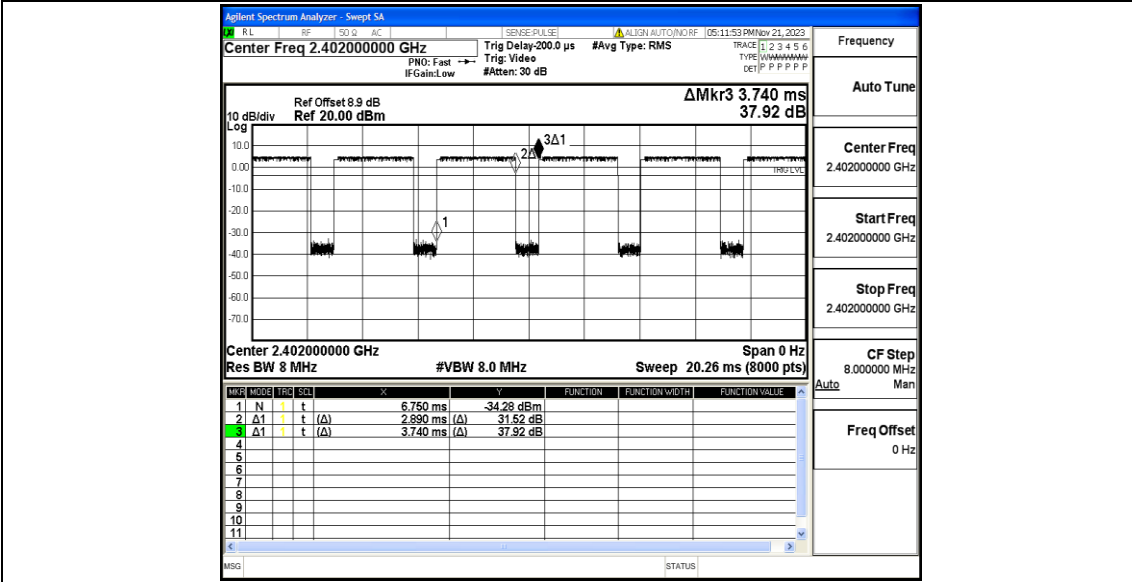 Agilent Spectrum Analyzer - Swept SA
RL RF 50 Ω AC SENSE:PULSE ALIGN AUTO/NO RF 05:11:53 PM Nov 21, 2023
Center Freq 2.402000000 GHz
Trig Delay-200.0 µs #Avg Type: RMS
TRACE 1 2 3 4 5 6
PNO: Fast Trig: Video
TYPE WWWWWWW
IFGain:Low #Atten: 30 dB
DET P P P P P P
Frequency
Auto Tune
ΔMkr3 3.740 ms
37.92 dB
Ref Offset 8.9 dB
10 dB/div Ref 20.00 dBm
Log
10.0
0.00
-10.0
-20.0
-30.0
-40.0
-50.0
-60.0
-70.0
1
2Δ
3Δ1
TRIG LVL
Center Freq
2.402000000 GHz
Start Freq
2.402000000 GHz
Stop Freq
2.402000000 GHz
Center 2.402000000 GHz Span 0 Hz
Res BW 8 MHz #VBW 8.0 MHz Sweep 20.26 ms (8000 pts)
CF Step
8.000000 MHz
Auto Man
Freq Offset
0 Hz
MKR MODE TRC SCL X Y FUNCTION FUNCTION WIDTH FUNCTION VALUE
1 N 1 t 6.750 ms -34.28 dBm
2 Δ1 1 t (Δ) 2.890 ms (Δ) 31.52 dB
3 Δ1 1 t (Δ) 3.740 ms (Δ) 37.92 dB
4
5
6
7
8
9
10
11
MSG STATUS